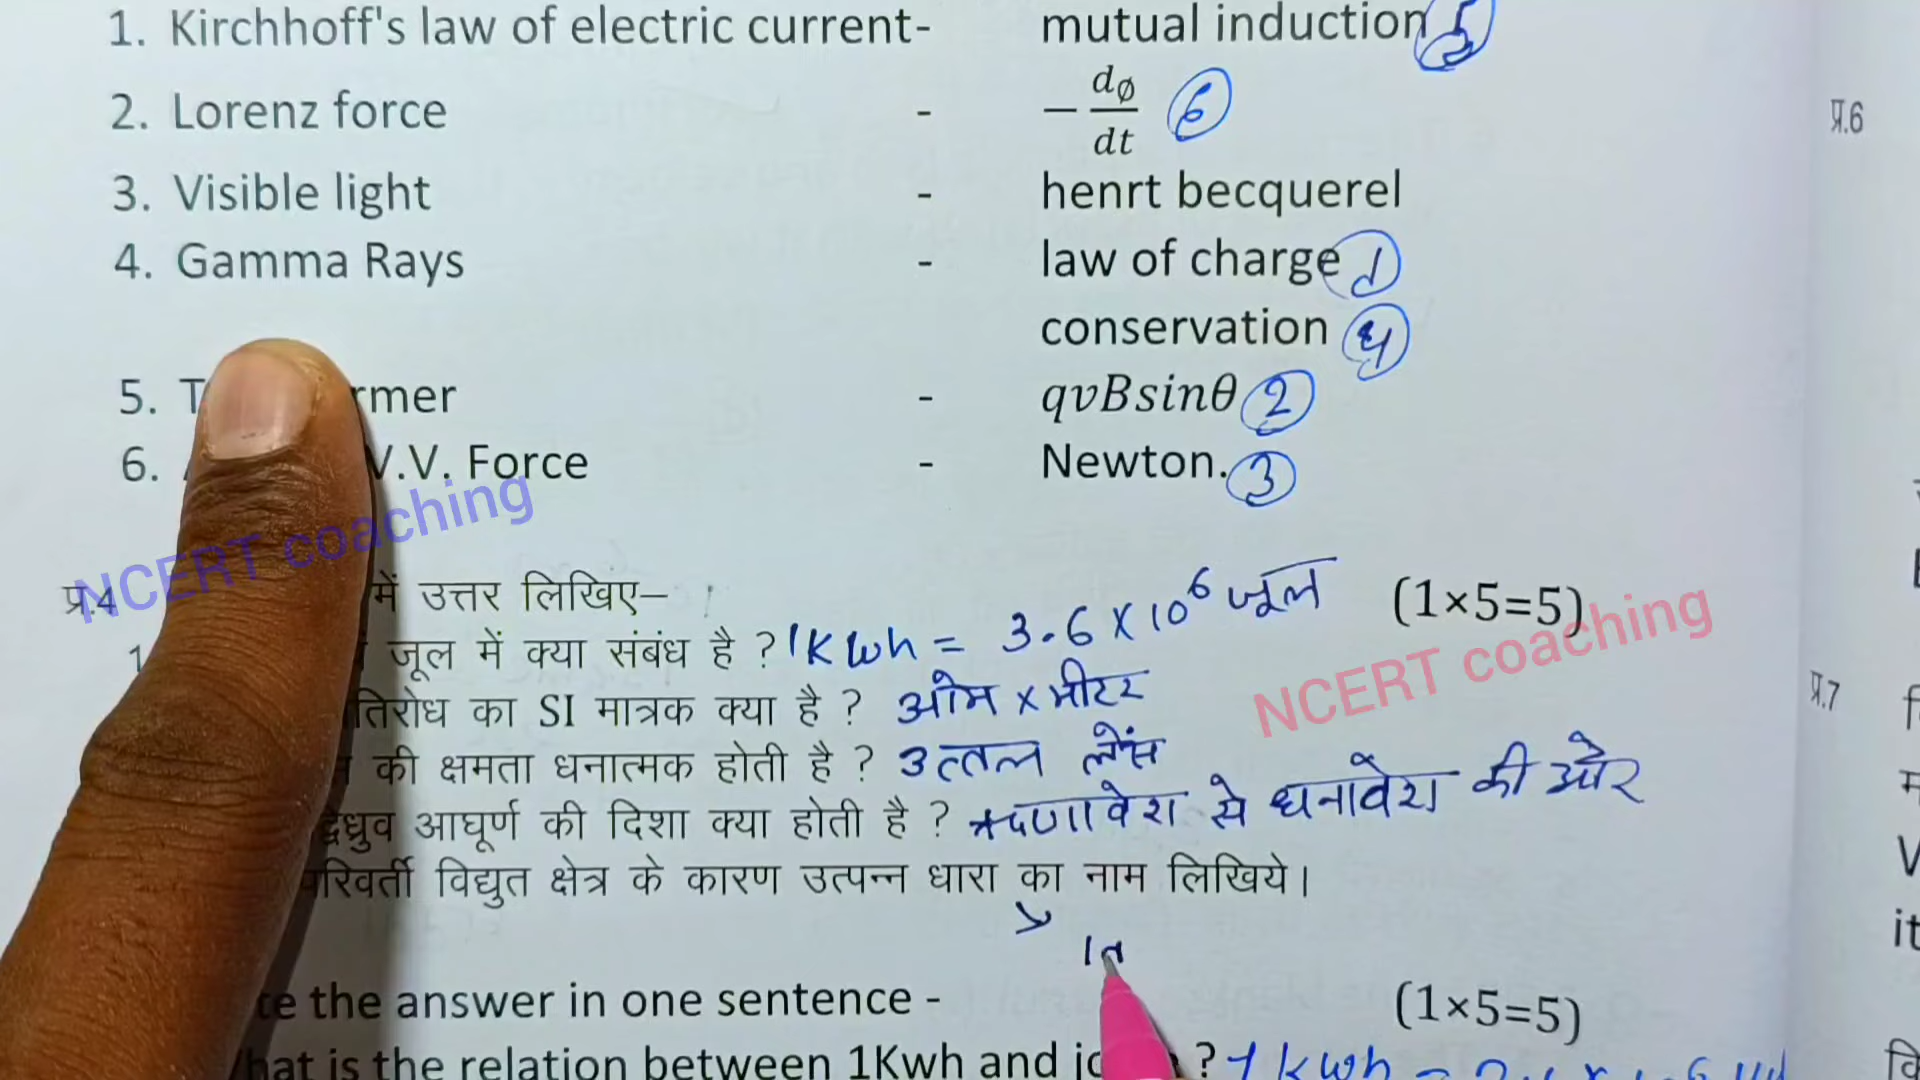 1. Kirchhoff's law of electric current- mutual induction 5
2. Lorenz force - − dø/dt 6
3. Visible light - henrt becquerel
4. Gamma Rays - law of charge 1
conservation 4
5. rmer - qvBsinθ 2
6. V.V. Force - Newton. 3
NCERT coaching
प्र.4 में उत्तर लिखिए– (1×5=5)
1 जूल में क्या संबंध है ? 1Kwh = 3.6 x 10⁶ जूल
NCERT coaching
तिरोध का SI मात्रक क्या है ? ओम x मीटर
की क्षमता धनात्मक होती है ? उत्तल लेंस
द्विध्रुव आघूर्ण की दिशा क्या होती है ? ऋणावेश से धनावेश की ओर
रिवर्ती विद्युत क्षेत्र के कारण उत्पन्न धारा का नाम लिखिये।
te the answer in one sentence - (1×5=5)
hat is the relation between 1Kwh and ? 1 kwh =
प्र.6
प्र.7